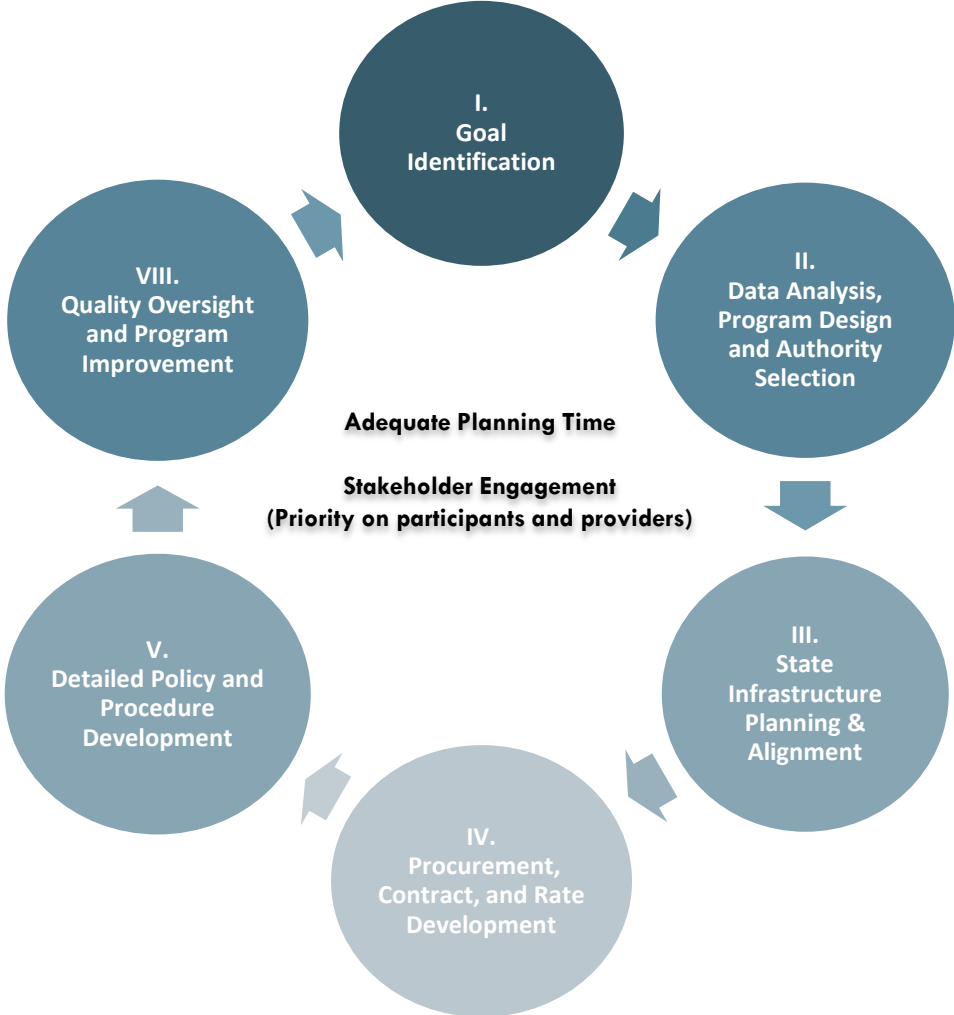 I.
Goal
Identification
II.
Data Analysis,
Program Design
and Authority
Selection
III.
State
Infrastructure
Planning &
Alignment
IV.
Procurement,
Contract, and Rate
Development
V.
Detailed Policy and
Procedure
Development
VIII.
Quality Oversight
and Program
Improvement
Adequate Planning Time
Stakeholder Engagement
(Priority on participants and providers)